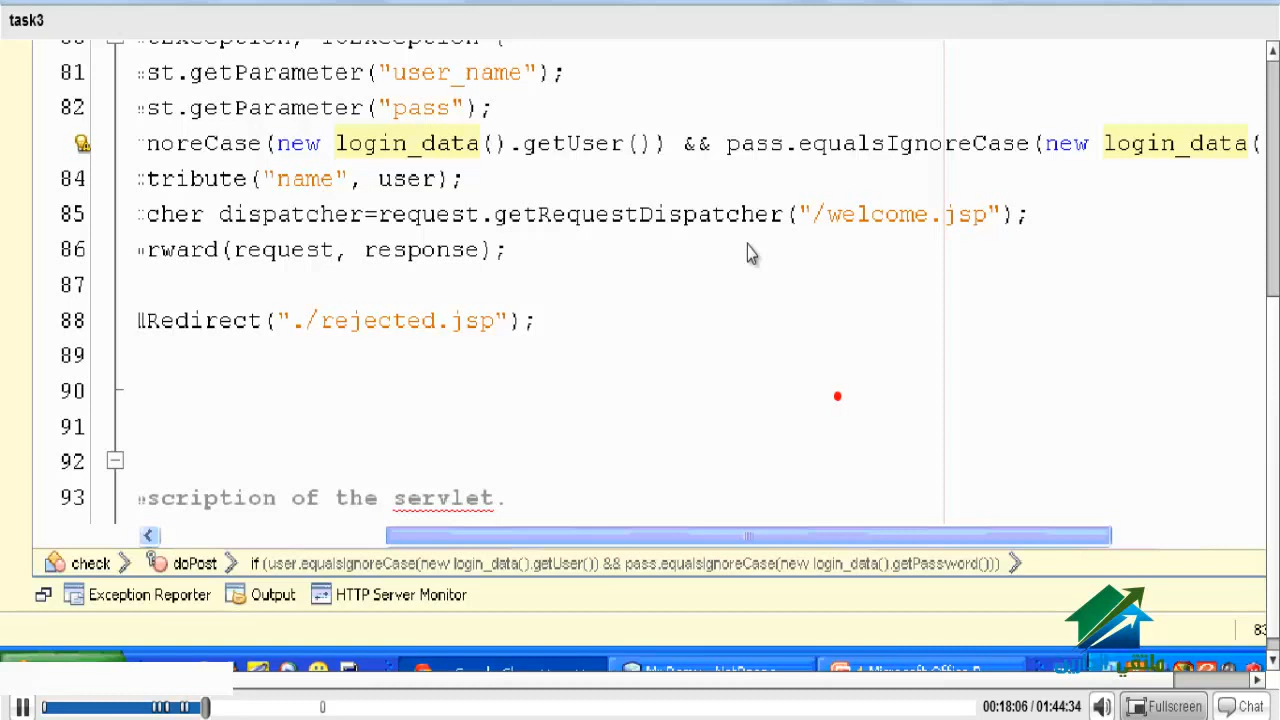 task3
81 st.getParameter("user_name");
82 st.getParameter("pass");
noreCase(new login_data().getUser()) && pass.equalsIgnoreCase(new login_data(
84 tribute("name", user);
85 cher dispatcher=request.getRequestDispatcher("/welcome.jsp");
86 rward(request, response);
87
88 Redirect("./rejected.jsp");
89
90
91
92
93 scription of the servlet.
check doPost if (user.equalsIgnoreCase(new login_data().getUser()) && pass.equalsIgnoreCase(new login_data().getPassword()))
Exception Reporter Output HTTP Server Monitor
00:18:06 / 01:44:34 Fullscreen Chat